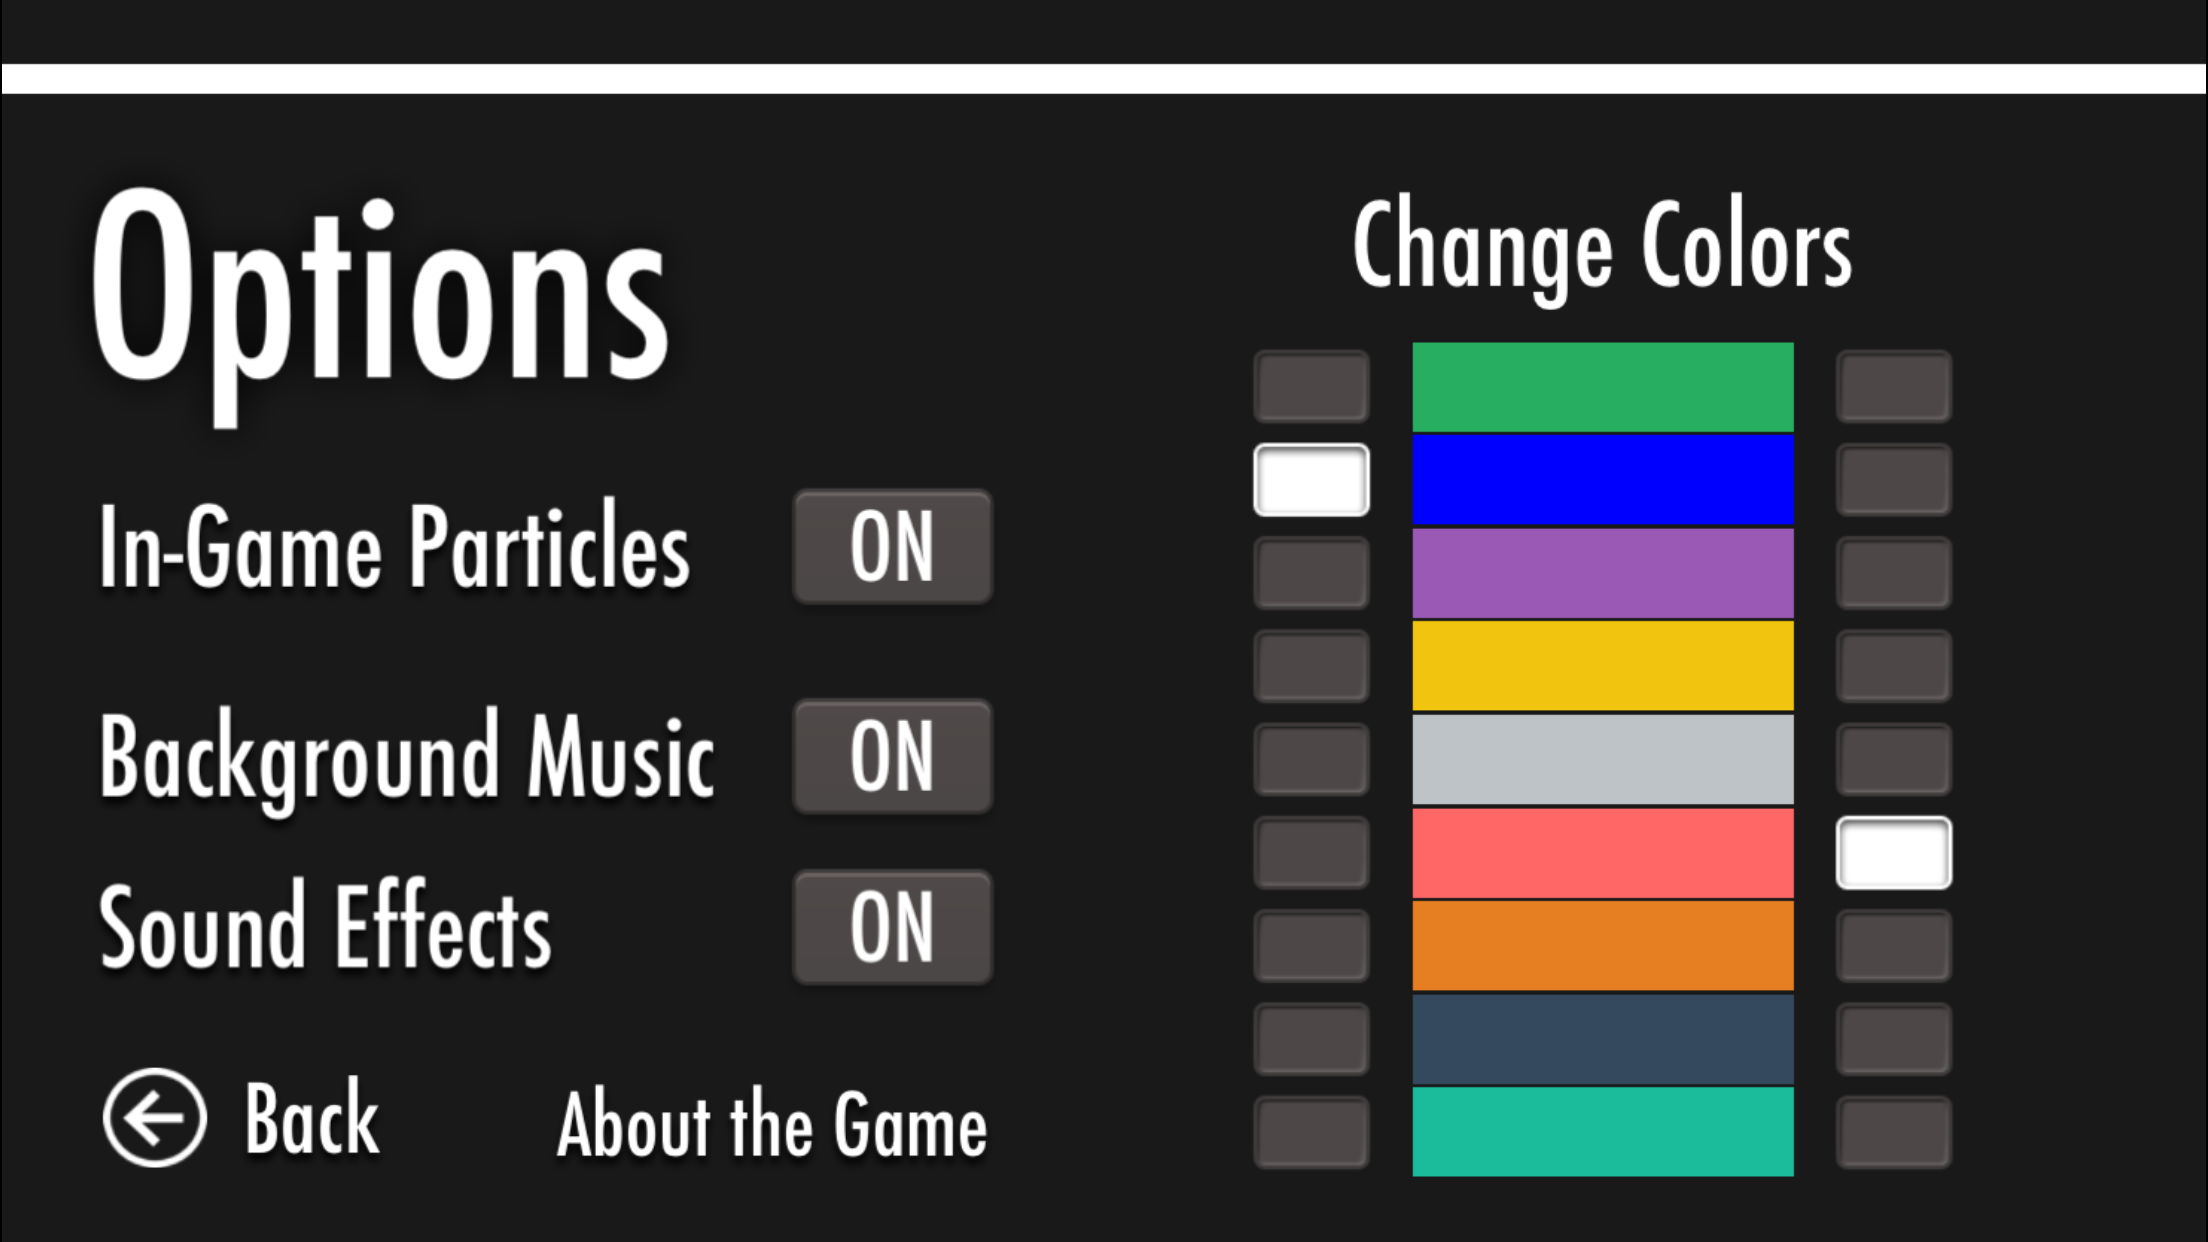 Options
In-Game Particles ON
Background Music ON
Sound Effects ON
Back
About the Game
Change Colors